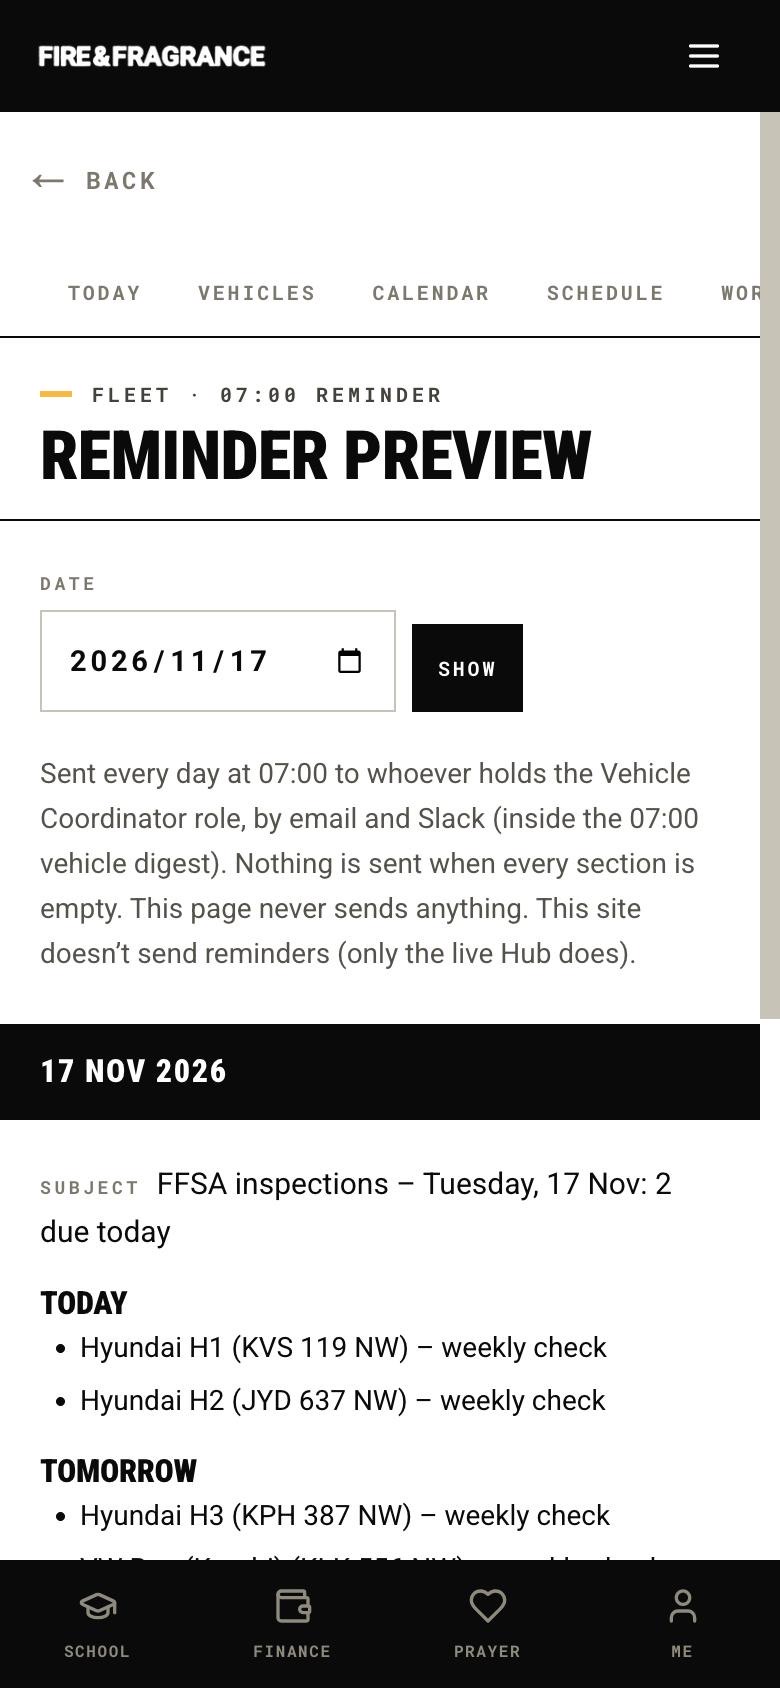 FIRE&FRAGRANCE
← BACK
TODAY VEHICLES CALENDAR SCHEDULE
FLEET · 07:00 REMINDER
REMINDER PREVIEW
DATE
2026/11/17
SHOW
Sent every day at 07:00 to whoever holds the Vehicle
Coordinator role, by email and Slack (inside the 07:00
vehicle digest). Nothing is sent when every section is
empty. This page never sends anything. This site
doesn’t send reminders (only the live Hub does).
17 NOV 2026
SUBJECT FFSA inspections – Tuesday, 17 Nov: 2
due today
TODAY
• Hyundai H1 (KVS 119 NW) – weekly check
• Hyundai H2 (JYD 637 NW) – weekly check
TOMORROW
• Hyundai H3 (KPH 387 NW) – weekly check
SCHOOL FINANCE PRAYER ME